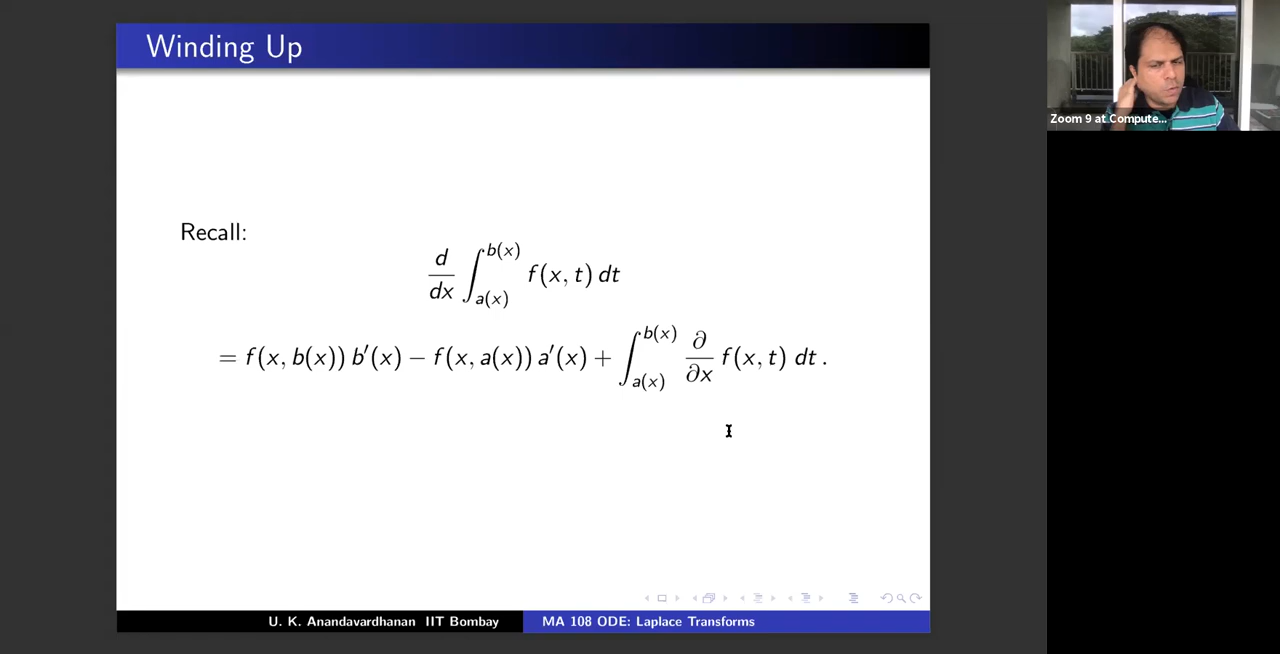 Winding Up
Zoom 9 at Compute...
Recall:
d/dx ∫_{a(x)}^{b(x)} f(x, t) dt
= f(x, b(x)) b′(x) − f(x, a(x)) a′(x) + ∫_{a(x)}^{b(x)} ∂/∂x f(x, t) dt .
U. K. Anandavardhanan IIT Bombay
MA 108 ODE: Laplace Transforms